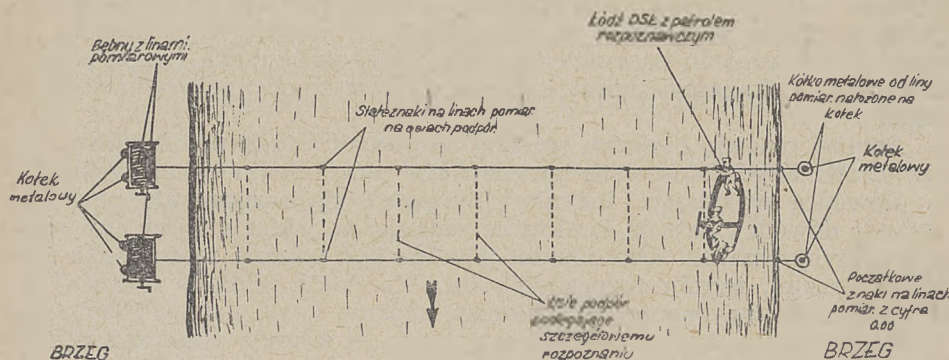 Bębny z linami
pomiarowymi
Łódź DSŁ z patrolem
rozpoznawczym
Stałe znaki na linach pomiar.
na osiach podpór
Kółko metalowe od liny
pomiar. nałożone na
kołek
Kołek
metalowy
Kołek
metalowy
Początkowe
znaki na linach
pomiar. z cyfrą
0.00
podpór
szczegółowemu
rozpoznaniu
BRZEG
BRZEG